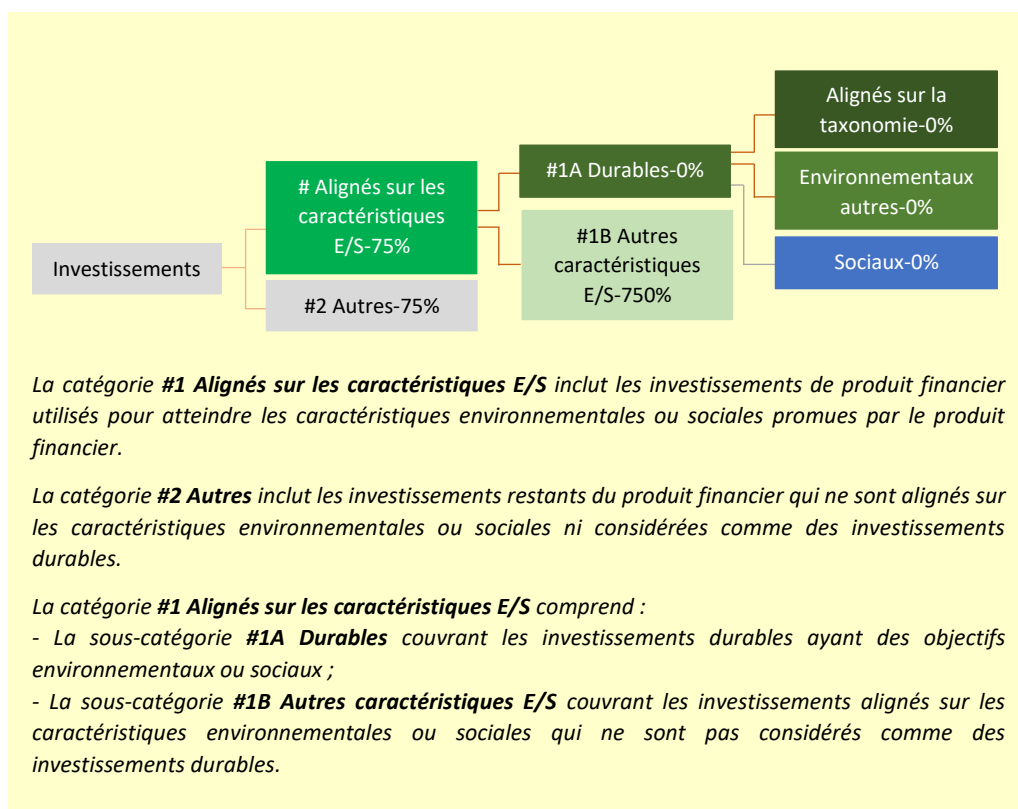 Investissements
# Alignés sur les
caractéristiques
E/S-75%
#2 Autres-75%
#1A Durables-0%
#1B Autres
caractéristiques
E/S-750%
Alignés sur la
taxonomie-0%
Environnementaux
autres-0%
Sociaux-0%
La catégorie #1 Alignés sur les caractéristiques E/S inclut les investissements de produit financier
utilisés pour atteindre les caractéristiques environnementales ou sociales promues par le produit
financier.
La catégorie #2 Autres inclut les investissements restants du produit financier qui ne sont alignés sur
les caractéristiques environnementales ou sociales ni considérées comme des investissements
durables.
La catégorie #1 Alignés sur les caractéristiques E/S comprend :
- La sous-catégorie #1A Durables couvrant les investissements durables ayant des objectifs
environnementaux ou sociaux ;
- La sous-catégorie #1B Autres caractéristiques E/S couvrant les investissements alignés sur les
caractéristiques environnementales ou sociales qui ne sont pas considérés comme des
investissements durables.